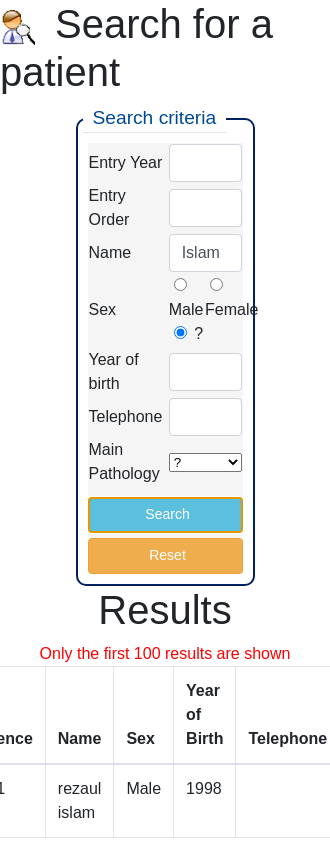 Search for a
patient
Search criteria
Entry Year
Entry
Order
Name Islam
Sex Male Female
?
Year of
birth
Telephone
Main
Pathology ?
Search
Reset
Results
Only the first 100 results are shown
ence Name Sex Year of Birth Telephone
1 rezaul islam Male 1998